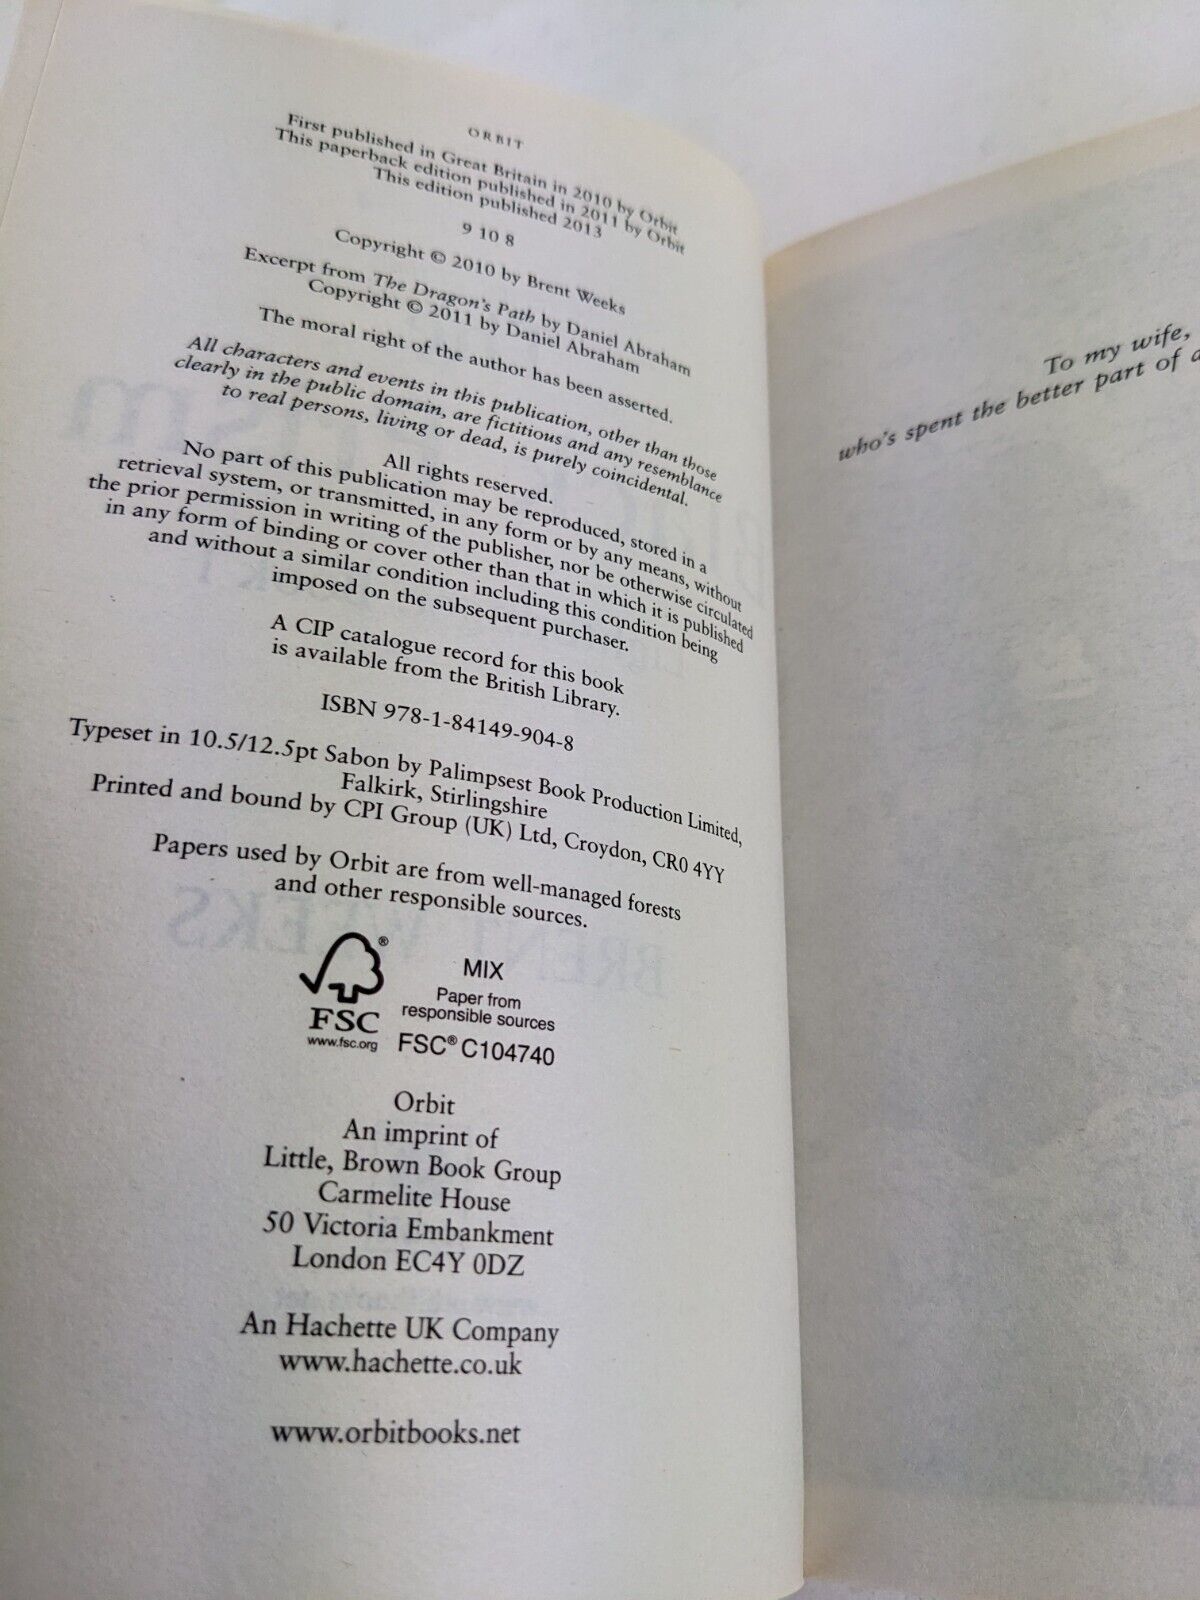 ORBIT
First published in Great Britain in 2010 by Orbit
This paperback edition published in 2011 by Orbit
This edition published 2013
9 10 8
Copyright © 2010 by Brent Weeks
Excerpt from The Dragon's Path by Daniel Abraham
Copyright © 2011 by Daniel Abraham
The moral right of the author has been asserted.
All characters and events in this publication, other than those
clearly in the public domain, are fictitious and any resemblance
to real persons, living or dead, is purely coincidental.
All rights reserved.
No part of this publication may be reproduced, stored in a
retrieval system, or transmitted, in any form or by any means, without
the prior permission in writing of the publisher, nor be otherwise circulated
in any form of binding or cover other than that in which it is published
and without a similar condition including this condition being
imposed on the subsequent purchaser.
A CIP catalogue record for this book
is available from the British Library.
ISBN 978-1-84149-904-8
Typeset in 10.5/12.5pt Sabon by Palimpsest Book Production Limited,
Falkirk, Stirlingshire
Printed and bound by CPI Group (UK) Ltd, Croydon, CR0 4YY
Papers used by Orbit are from well-managed forests
and other responsible sources.
®
FSC
www.fsc.org
MIX
Paper from
responsible sources
FSC® C104740
Orbit
An imprint of
Little, Brown Book Group
Carmelite House
50 Victoria Embankment
London EC4Y 0DZ
An Hachette UK Company
www.hachette.co.uk
www.orbitbooks.net
To my wife,
who's spent the better part of a